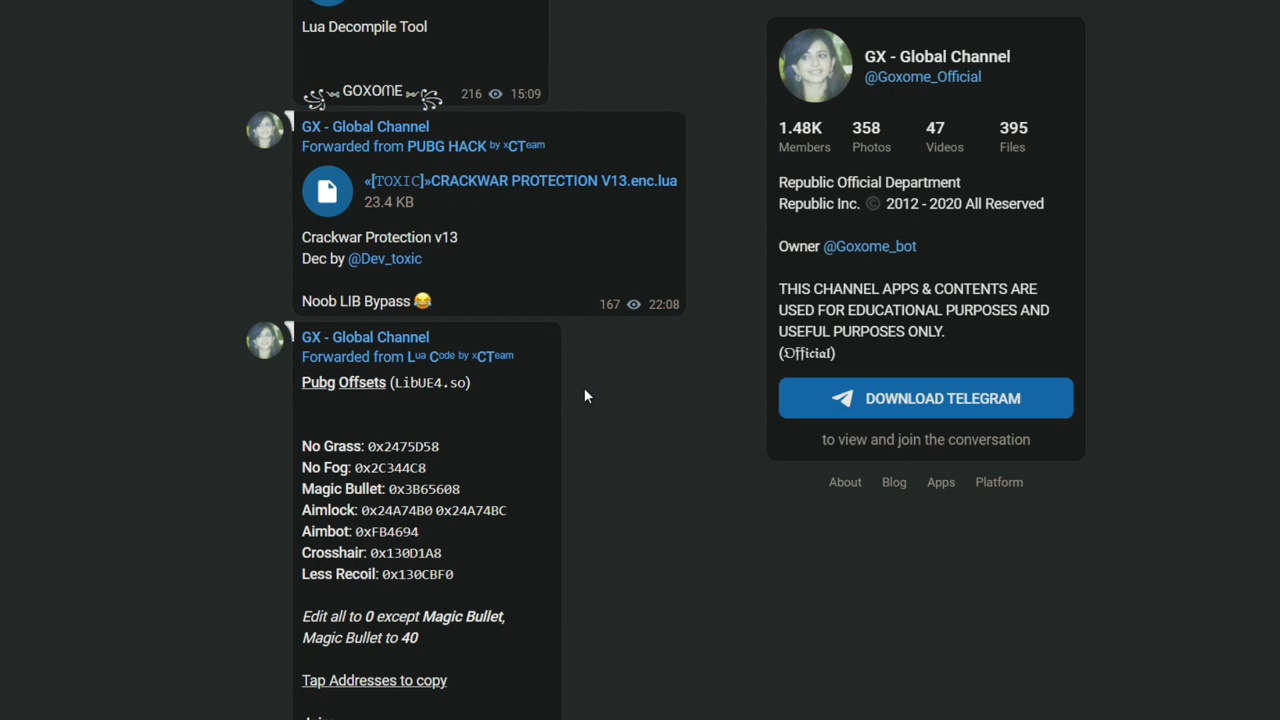 Lua Decompile Tool
GOXOME
216 15:09
GX - Global Channel
Forwarded from PUBG HACK ᵇʸ ˣCTᵉᵃᵐ
«[𝚃𝙾𝚇𝙸𝙲]»CRACKWAR PROTECTION V13.enc.lua
23.4 KB
Crackwar Protection v13
Dec by @Dev_toxic
Noob LIB Bypass 😂
167 22:08
GX - Global Channel
Forwarded from Lᵘᵃ Cᵒᵈᵉ ᵇʸ ˣCTᵉᵃᵐ
Pubg Offsets (LibUE4.so)
No Grass: 0x2475D58
No Fog: 0x2C344C8
Magic Bullet: 0x3B65608
Aimlock: 0x24A74B0 0x24A74BC
Aimbot: 0xFB4694
Crosshair: 0x130D1A8
Less Recoil: 0x130CBF0
Edit all to 0 except Magic Bullet,
Magic Bullet to 40
Tap Addresses to copy
GX - Global Channel
@Goxome_Official
1.48K 358 47 395
Members Photos Videos Files
Republic Official Department
Republic Inc. © 2012 - 2020 All Reserved
Owner @Goxome_bot
THIS CHANNEL APPS & CONTENTS ARE
USED FOR EDUCATIONAL PURPOSES AND
USEFUL PURPOSES ONLY.
(𝔒𝔣𝔣𝔦𝔠𝔦𝔞𝔩)
DOWNLOAD TELEGRAM
to view and join the conversation
About Blog Apps Platform